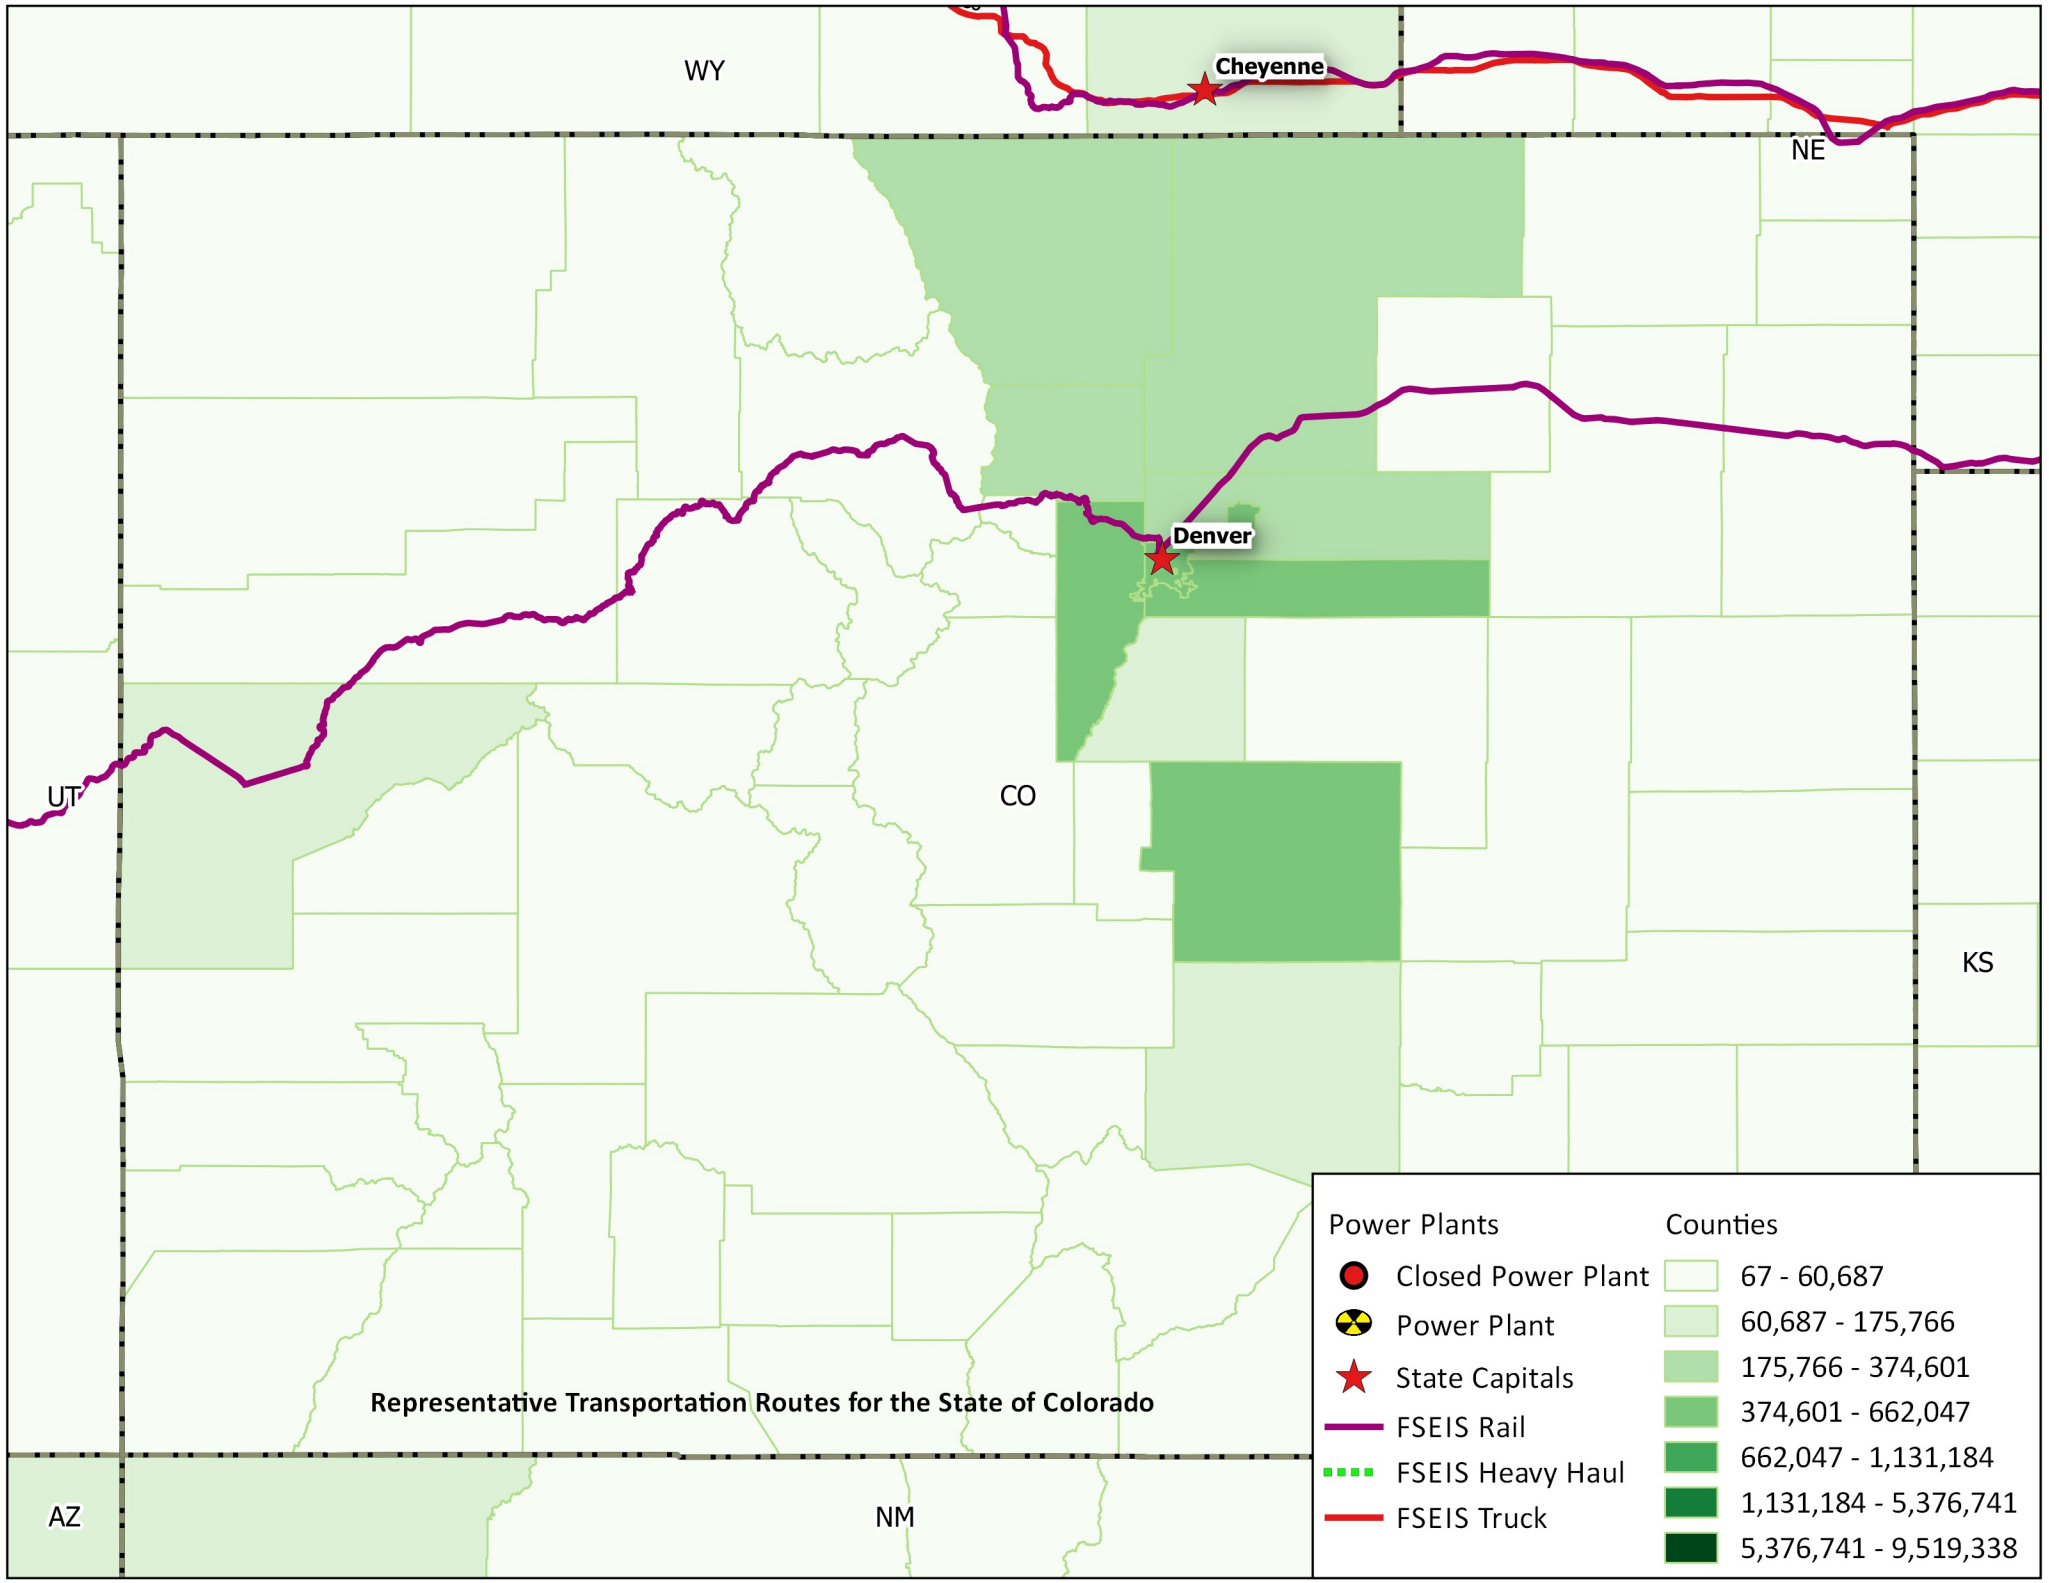 WY
Cheyenne
NE
Denver
UT
CO
KS
Representative Transportation Routes for the State of Colorado
AZ
NM
Power Plants
Closed Power Plant
Power Plant
State Capitals
FSEIS Rail
FSEIS Heavy Haul
FSEIS Truck
Counties
67 - 60,687
60,687 - 175,766
175,766 - 374,601
374,601 - 662,047
662,047 - 1,131,184
1,131,184 - 5,376,741
5,376,741 - 9,519,338